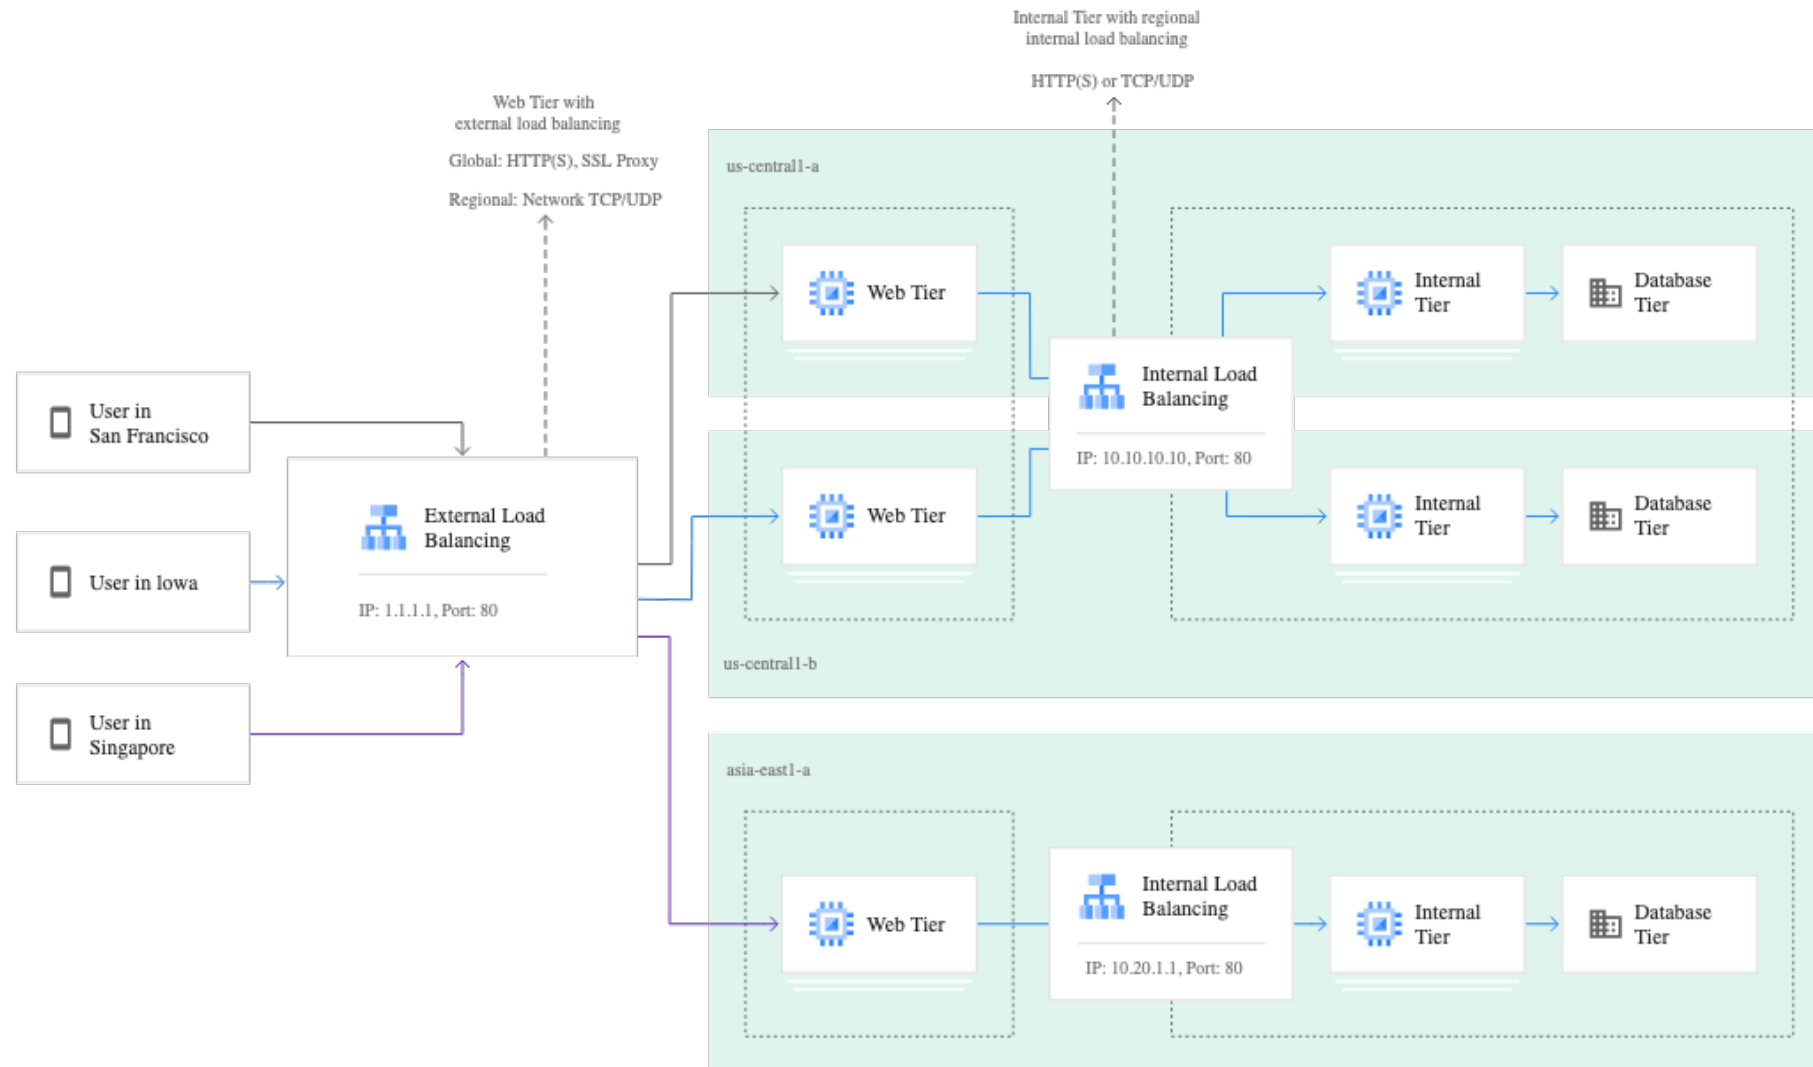 Internal Tier with regional
internal load balancing
HTTP(S) or TCP/UDP
Web Tier with
external load balancing
Global: HTTP(S), SSL Proxy
Regional: Network TCP/UDP
us-central1-a
Web Tier
Internal
Tier
Database
Tier
Internal Load
Balancing
IP: 10.10.10.10, Port: 80
User in
San Francisco
External Load
Balancing
IP: 1.1.1.1, Port: 80
User in Iowa
User in
Singapore
Web Tier
Internal
Tier
Database
Tier
us-central1-b
asia-east1-a
Web Tier
Internal Load
Balancing
IP: 10.20.1.1, Port: 80
Internal
Tier
Database
Tier